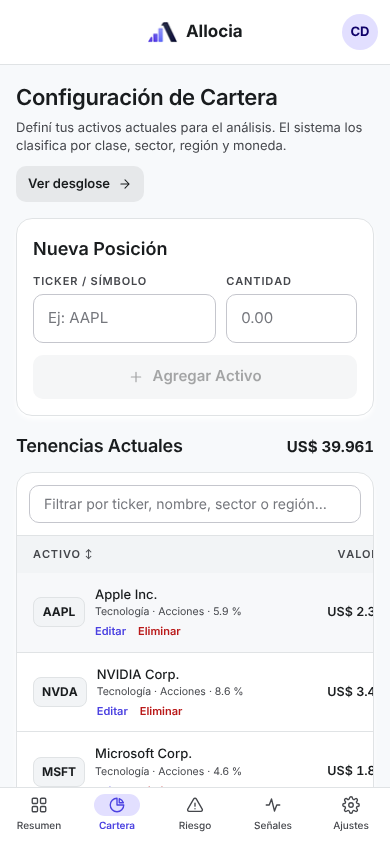 Allocia
CD
Configuración de Cartera
Definí tus activos actuales para el análisis. El sistema los
clasifica por clase, sector, región y moneda.
Ver desglose →
Nueva Posición
TICKER / SÍMBOLO
CANTIDAD
Ej: AAPL
0.00
+ Agregar Activo
Tenencias Actuales
US$ 39.961
Filtrar por ticker, nombre, sector o región...
ACTIVO ↕
VALOR
AAPL
Apple Inc.
Tecnología · Acciones · 5.9 %
Editar Eliminar
US$ 2.3
NVDA
NVIDIA Corp.
Tecnología · Acciones · 8.6 %
Editar Eliminar
US$ 3.4
MSFT
Microsoft Corp.
Tecnología · Acciones · 4.6 %
US$ 1.8
Resumen
Cartera
Riesgo
Señales
Ajustes